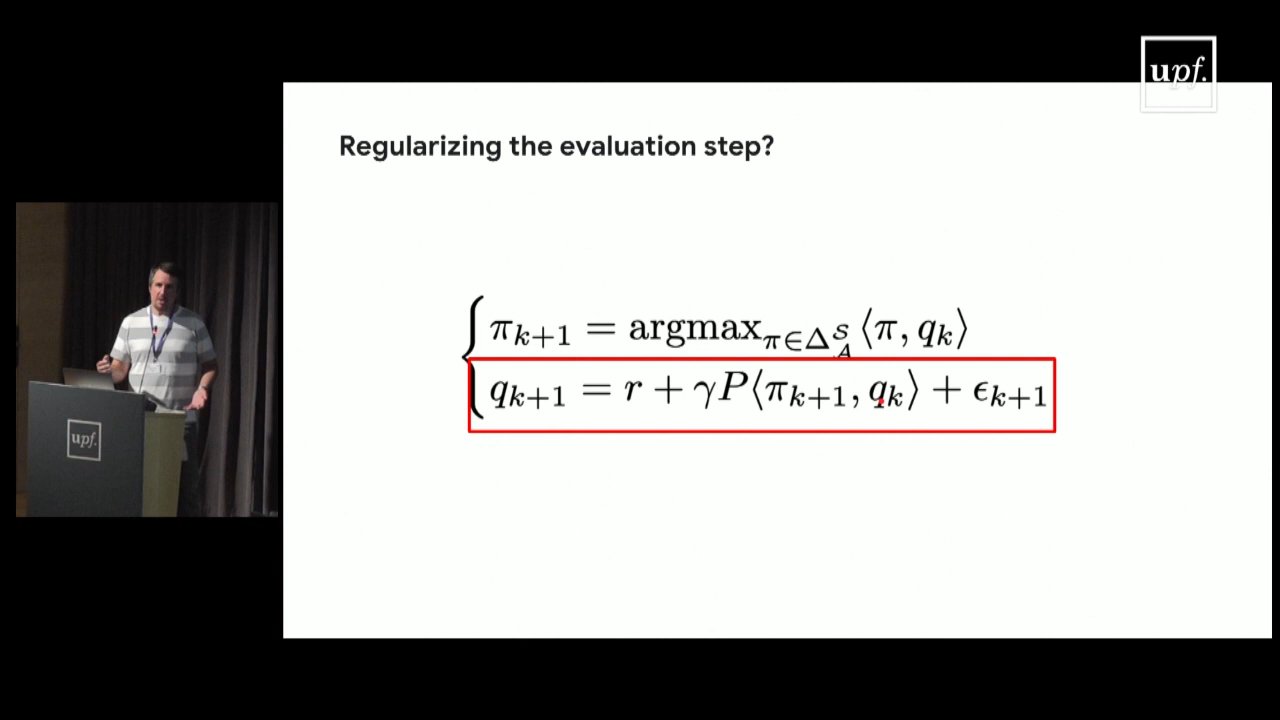 upf.
Regularizing the evaluation step?
π_{k+1} = argmax_{π∈Δ_A^S} ⟨π, q_k⟩
q_{k+1} = r + γP⟨π_{k+1}, q_k⟩ + ϵ_{k+1}
upf.